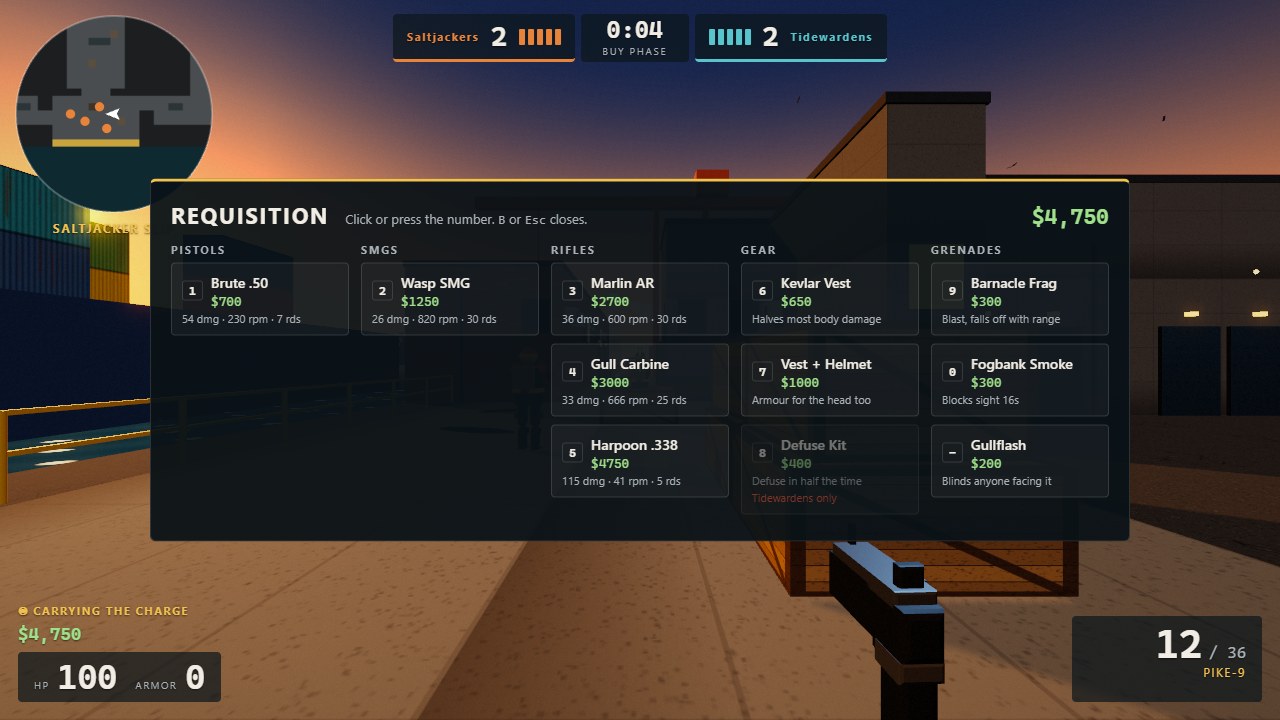 Saltjackers 2
0:04
BUY PHASE
2 Tidewardens
SALTJACKER S
REQUISITION Click or press the number. B or Esc closes. $4,750
PISTOLS
1 Brute .50
$700
54 dmg · 230 rpm · 7 rds
SMGS
2 Wasp SMG
$1250
26 dmg · 820 rpm · 30 rds
RIFLES
3 Marlin AR
$2700
36 dmg · 600 rpm · 30 rds
4 Gull Carbine
$3000
33 dmg · 666 rpm · 25 rds
5 Harpoon .338
$4750
115 dmg · 41 rpm · 5 rds
GEAR
6 Kevlar Vest
$650
Halves most body damage
7 Vest + Helmet
$1000
Armour for the head too
8 Defuse Kit
$400
Defuse in half the time
Tidewardens only
GRENADES
9 Barnacle Frag
$300
Blast, falls off with range
0 Fogbank Smoke
$300
Blocks sight 16s
− Gullflash
$200
Blinds anyone facing it
CARRYING THE CHARGE
$4,750
HP 100 ARMOR 0
12 / 36
PIKE-9